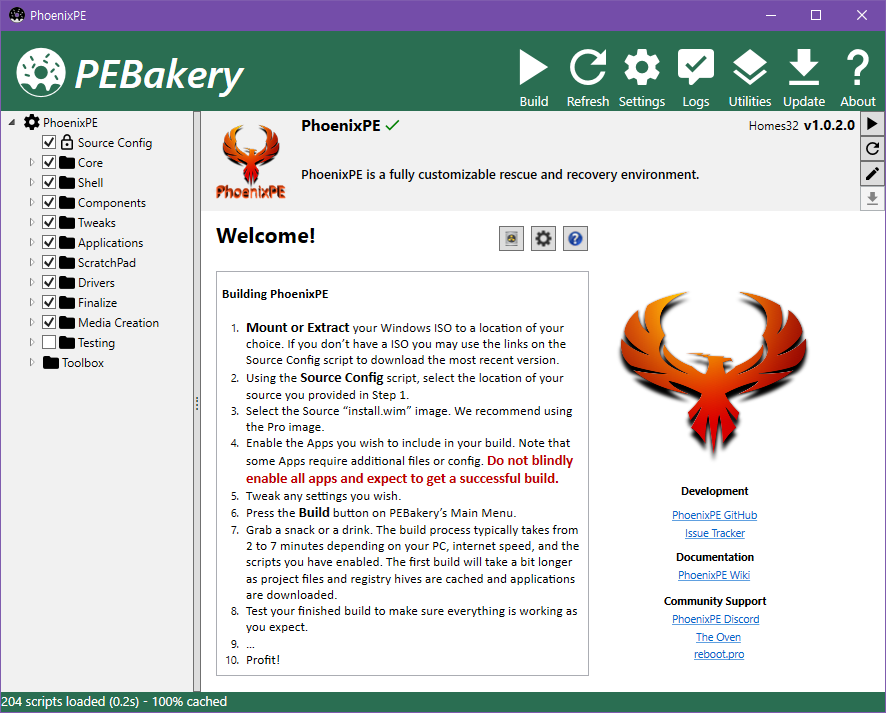 PhoenixPE
PEBakery
Build
Refresh
Settings
Logs
Utilities
Update
About
PhoenixPE
Source Config
Core
Shell
Components
Tweaks
Applications
ScratchPad
Drivers
Finalize
Media Creation
Testing
Toolbox
PhoenixPE
PhoenixPE
Homes32 v1.0.2.0
PhoenixPE is a fully customizable rescue and recovery environment.
Welcome!
Building PhoenixPE
1. Mount or Extract your Windows ISO to a location of your
choice. If you don’t have a ISO you may use the links on the
Source Config script to download the most recent version.
2. Using the Source Config script, select the location of your
source you provided in Step 1.
3. Select the Source “install.wim” image. We recommend using
the Pro image.
4. Enable the Apps you wish to include in your build. Note that
some Apps require additional files or config. Do not blindly
enable all apps and expect to get a successful build.
5. Tweak any settings you wish.
6. Press the Build button on PEBakery’s Main Menu.
7. Grab a snack or a drink. The build process typically takes from
2 to 7 minutes depending on your PC, internet speed, and the
scripts you have enabled. The first build will take a bit longer
as project files and registry hives are cached and applications
are downloaded.
8. Test your finished build to make sure everything is working as
you expect.
9. ...
10. Profit!
Development
PhoenixPE GitHub
Issue Tracker
Documentation
PhoenixPE Wiki
Community Support
PhoenixPE Discord
The Oven
reboot.pro
204 scripts loaded (0.2s) - 100% cached